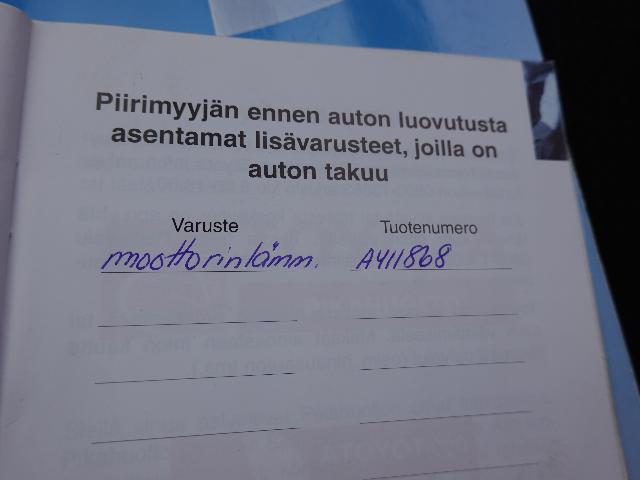 Piirimyyjän ennen auton luovutusta
asentamat lisävarusteet, joilla on
auton takuu
Varuste Tuotenumero
moottorinlämm. A411868